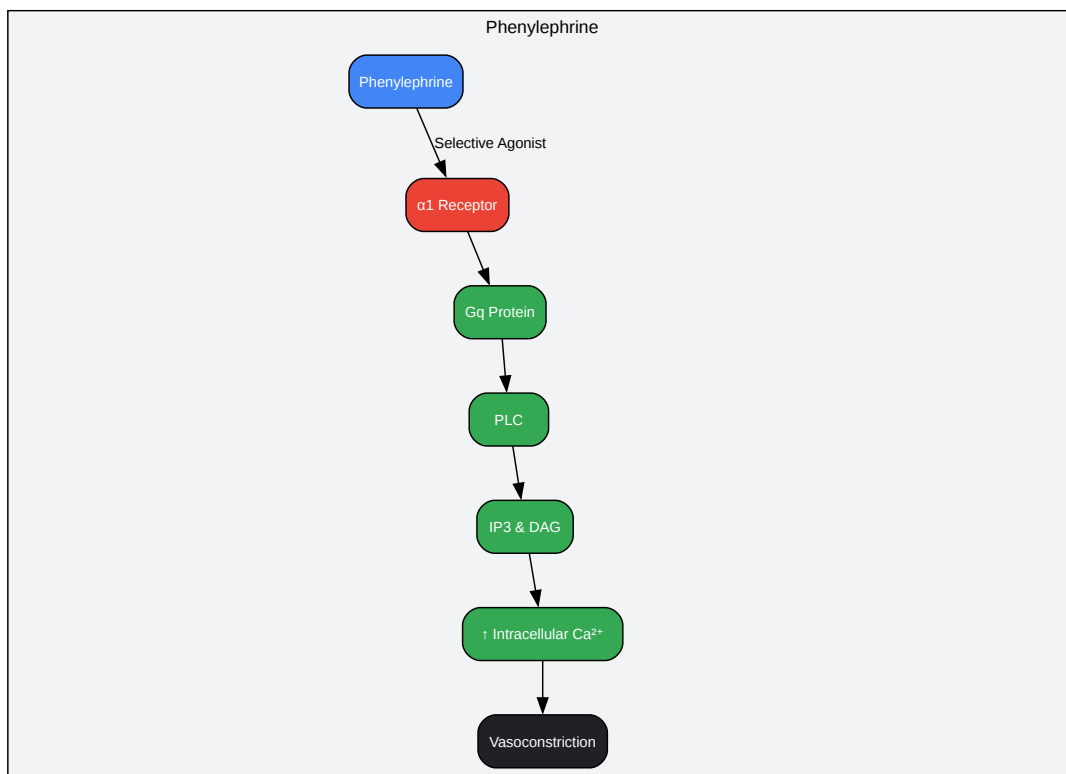 Phenylephrine
Phenylephrine
Selective Agonist
α1 Receptor
Gq Protein
PLC
IP3 & DAG
↑ Intracellular Ca²⁺
Vasoconstriction